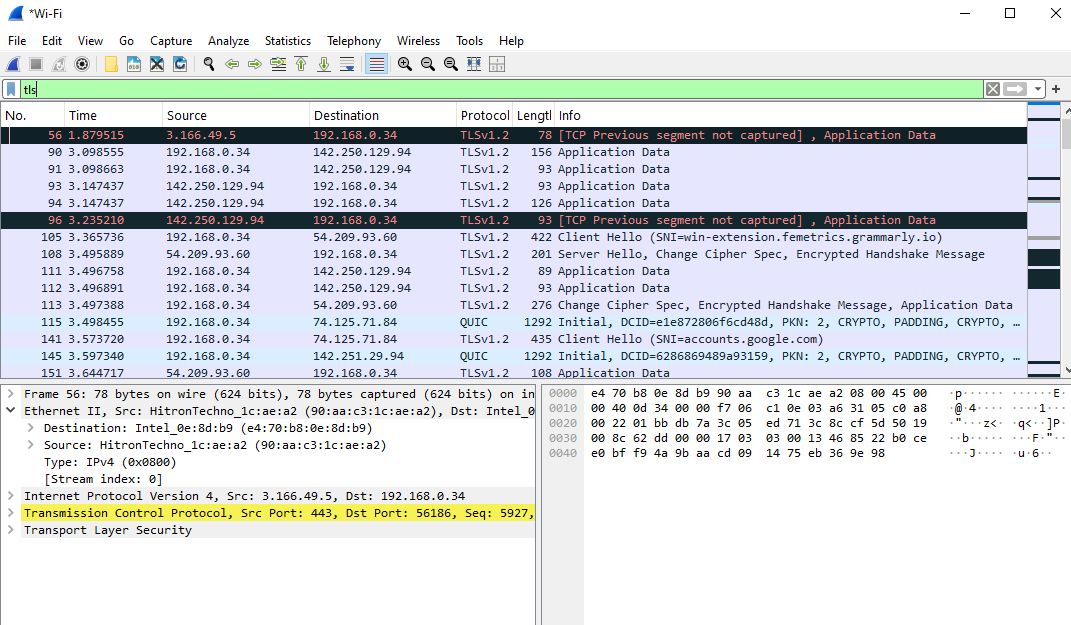 *Wi-Fi
File Edit View Go Capture Analyze Statistics Telephony Wireless Tools Help
tls
No. Time Source Destination Protocol Lengtl Info
56 1.879515 3.166.49.5 192.168.0.34 TLSv1.2 78 [TCP Previous segment not captured] , Application Data
90 3.098555 192.168.0.34 142.250.129.94 TLSv1.2 156 Application Data
91 3.098663 192.168.0.34 142.250.129.94 TLSv1.2 93 Application Data
93 3.147437 142.250.129.94 192.168.0.34 TLSv1.2 93 Application Data
94 3.147437 142.250.129.94 192.168.0.34 TLSv1.2 126 Application Data
96 3.235210 142.250.129.94 192.168.0.34 TLSv1.2 93 [TCP Previous segment not captured] , Application Data
105 3.365736 192.168.0.34 54.209.93.60 TLSv1.2 422 Client Hello (SNI=win-extension.femetrics.grammarly.io)
108 3.495889 54.209.93.60 192.168.0.34 TLSv1.2 201 Server Hello, Change Cipher Spec, Encrypted Handshake Message
111 3.496758 192.168.0.34 142.250.129.94 TLSv1.2 89 Application Data
112 3.496891 192.168.0.34 142.250.129.94 TLSv1.2 93 Application Data
113 3.497388 192.168.0.34 54.209.93.60 TLSv1.2 276 Change Cipher Spec, Encrypted Handshake Message, Application Data
115 3.498455 192.168.0.34 74.125.71.84 QUIC 1292 Initial, DCID=e1e872806f6cd48d, PKN: 2, CRYPTO, PADDING, CRYPTO, …
141 3.573720 192.168.0.34 74.125.71.84 TLSv1.2 435 Client Hello (SNI=accounts.google.com)
145 3.597340 192.168.0.34 142.251.29.94 QUIC 1292 Initial, DCID=6286869489a93159, PKN: 2, CRYPTO, PADDING, CRYPTO, …
151 3.644773 54.209.93.60 192.168.0.34 TLSv1.2 108 Application Data
Frame 56: 78 bytes on wire (624 bits), 78 bytes captured (624 bits) on in
Ethernet II, Src: HitronTechno_1c:ae:a2 (90:aa:c3:1c:ae:a2), Dst: Intel_0
Destination: Intel_0e:8d:b9 (e4:70:b8:0e:8d:b9)
Source: HitronTechno_1c:ae:a2 (90:aa:c3:1c:ae:a2)
Type: IPv4 (0x0800)
[Stream index: 0]
Internet Protocol Version 4, Src: 3.166.49.5, Dst: 192.168.0.34
Transmission Control Protocol, Src Port: 443, Dst Port: 56186, Seq: 5927,
Transport Layer Security
0000 e4 70 b8 0e 8d b9 90 aa c3 1c ae a2 08 00 45 00 ·p······ ······E·
0010 00 40 0d 34 00 00 f7 06 c1 0e 03 a6 31 05 c0 a8 ·@·4···· ····1···
0020 00 22 01 bb db 7a 3c 05 ed 71 3c 8c cf 5d 50 19 ·"···z<· ·q<··]P·
0030 00 8c 62 dd 00 00 17 03 03 00 13 46 85 22 b0 ce ··b····· ···F·"··
0040 e0 bf f9 4a 9b aa cd 09 14 75 eb 36 9e 98 ···J···· ·u·6··